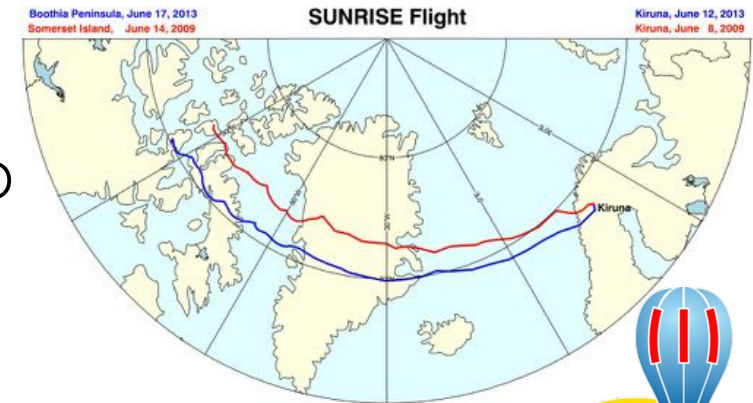 SUNRISE Flight
Boothia Peninsula, June 17, 2013
Somerset Island, June 14, 2009
Kiruna, June 12, 2013
Kiruna, June 8, 2009
80°N
Kiruna